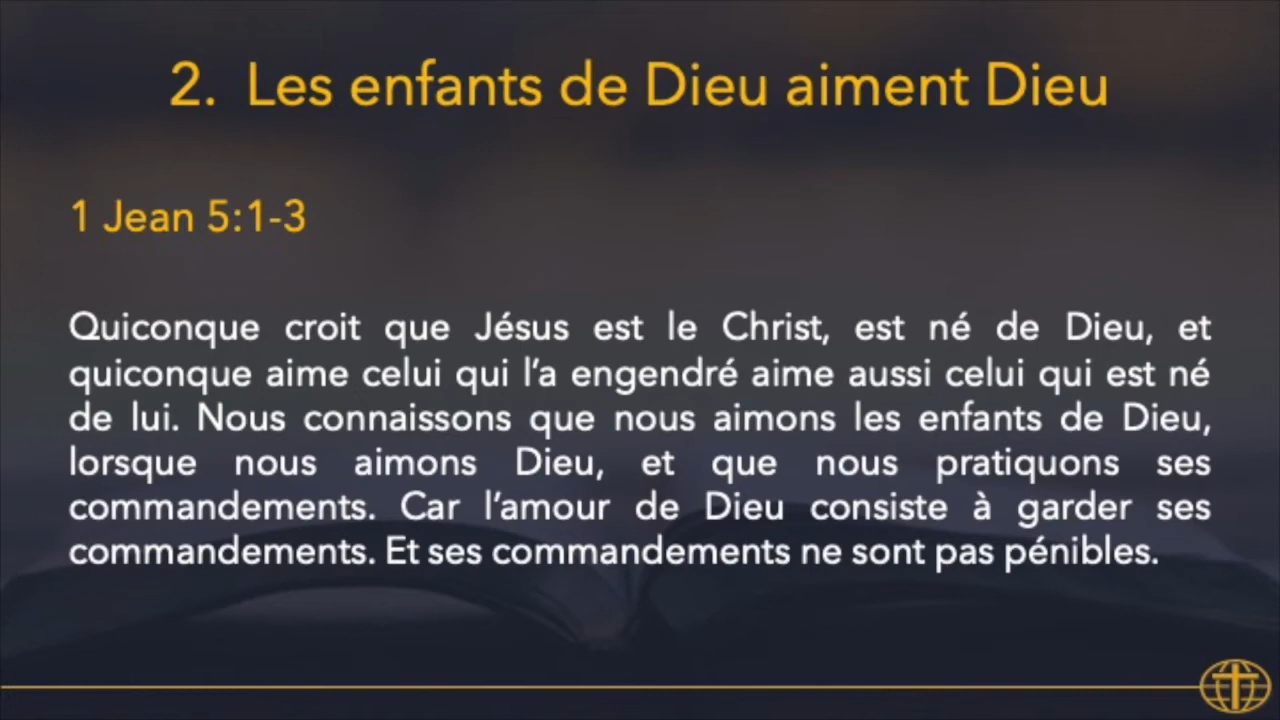 2. Les enfants de Dieu aiment Dieu
1 Jean 5:1-3
Quiconque croit que Jésus est le Christ, est né de Dieu, et
quiconque aime celui qui l’a engendré aime aussi celui qui est né
de lui. Nous connaissons que nous aimons les enfants de Dieu,
lorsque nous aimons Dieu, et que nous pratiquons ses
commandements. Car l’amour de Dieu consiste à garder ses
commandements. Et ses commandements ne sont pas pénibles.